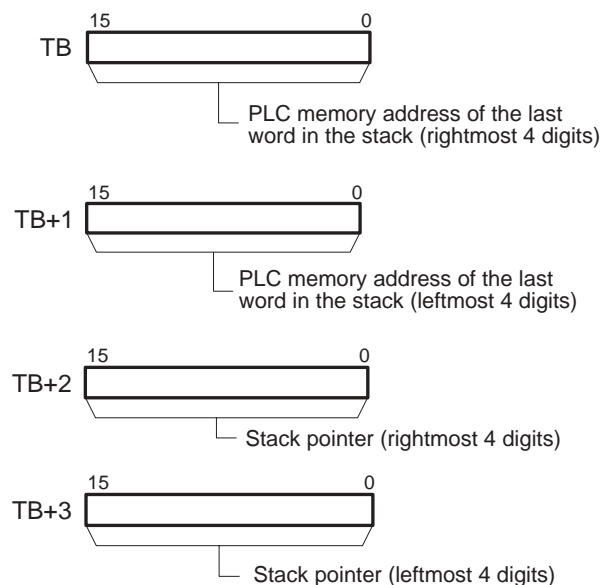 15 0
TB
PLC memory address of the last
word in the stack (rightmost 4 digits)
15 0
TB+1
PLC memory address of the last
word in the stack (leftmost 4 digits)
15 0
TB+2
Stack pointer (rightmost 4 digits)
15 0
TB+3
Stack pointer (leftmost 4 digits)